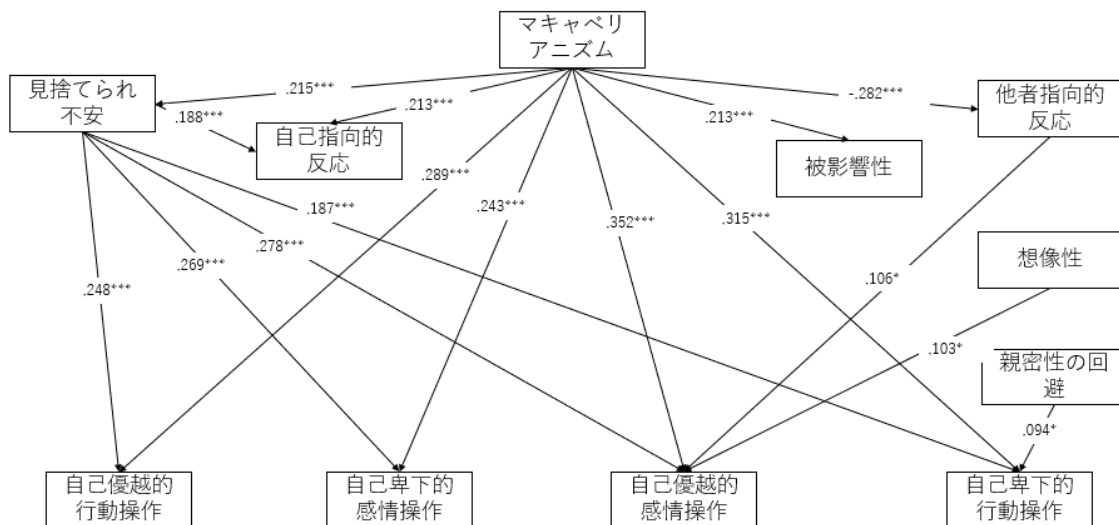 マキャベリ
アニズム
見捨てられ
不安
.215***
.213***
-.282***
他者指向的
反応
.188***
自己指向的
反応
.213***
被影響性
.289***
.187***
.243***
.352***
.315***
.278***
.269***
.248***
.106*
想像性
.103*
親密性の回
避
.094*
自己優越的
行動操作
自己卑下的
感情操作
自己優越的
感情操作
自己卑下的
行動操作